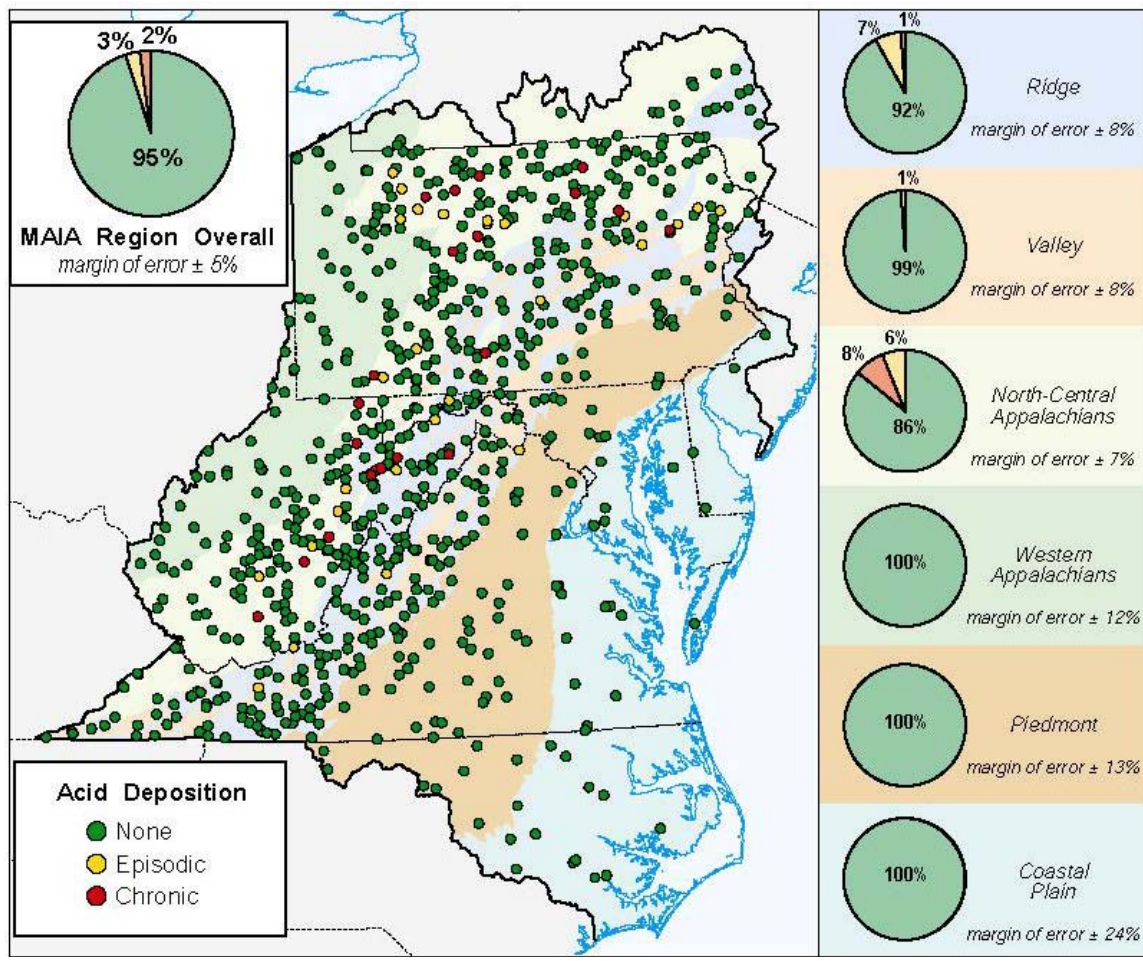 3% 2%
95%
MAIA Region Overall
margin of error ± 5%
Acid Deposition
None
Episodic
Chronic
7% 1%
92%
Ridge
margin of error ± 8%
1%
99%
Valley
margin of error ± 8%
8% 6%
86%
North-Central
Appalachians
margin of error ± 7%
100%
Western
Appalachians
margin of error ± 12%
100%
Piedmont
margin of error ± 13%
100%
Coastal
Plain
margin of error ± 24%